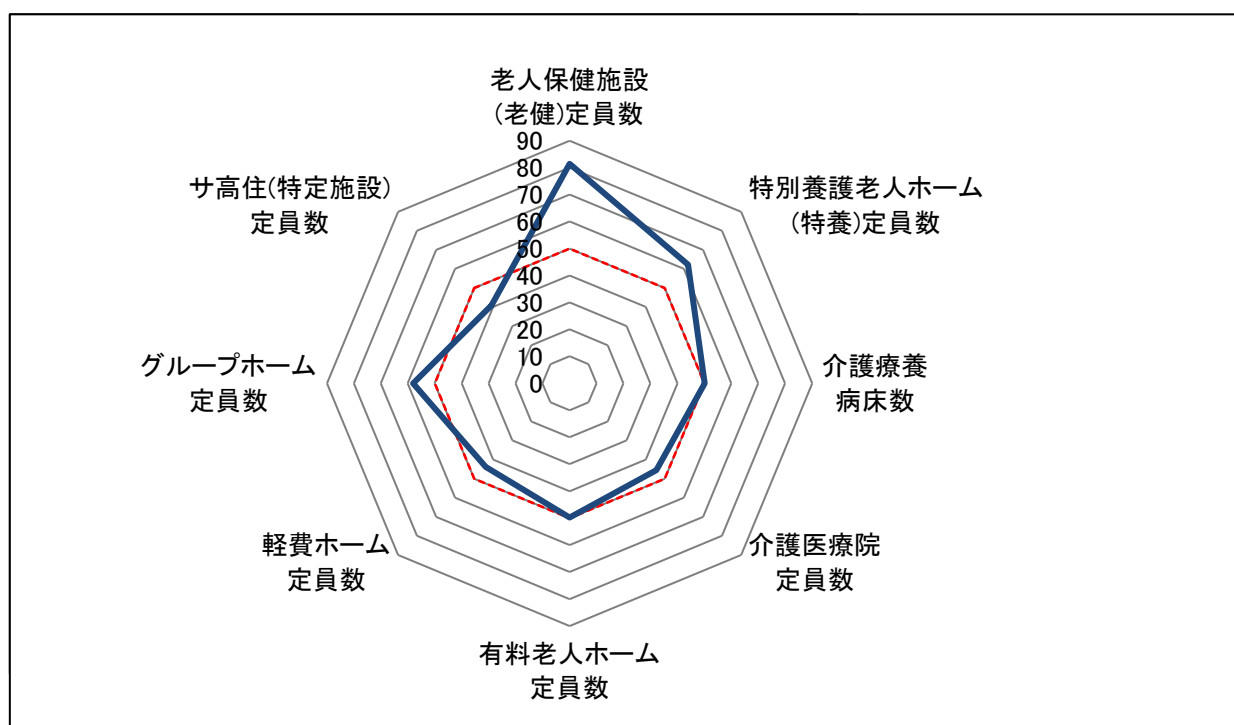 老人保健施設
(老健)定員数
90
80
70
60
50
40
30
20
10
0
特別養護老人ホーム
(特養)定員数
介護療養
病床数
介護医療院
定員数
有料老人ホーム
定員数
軽費ホーム
定員数
グループホーム
定員数
サ高住(特定施設)
定員数